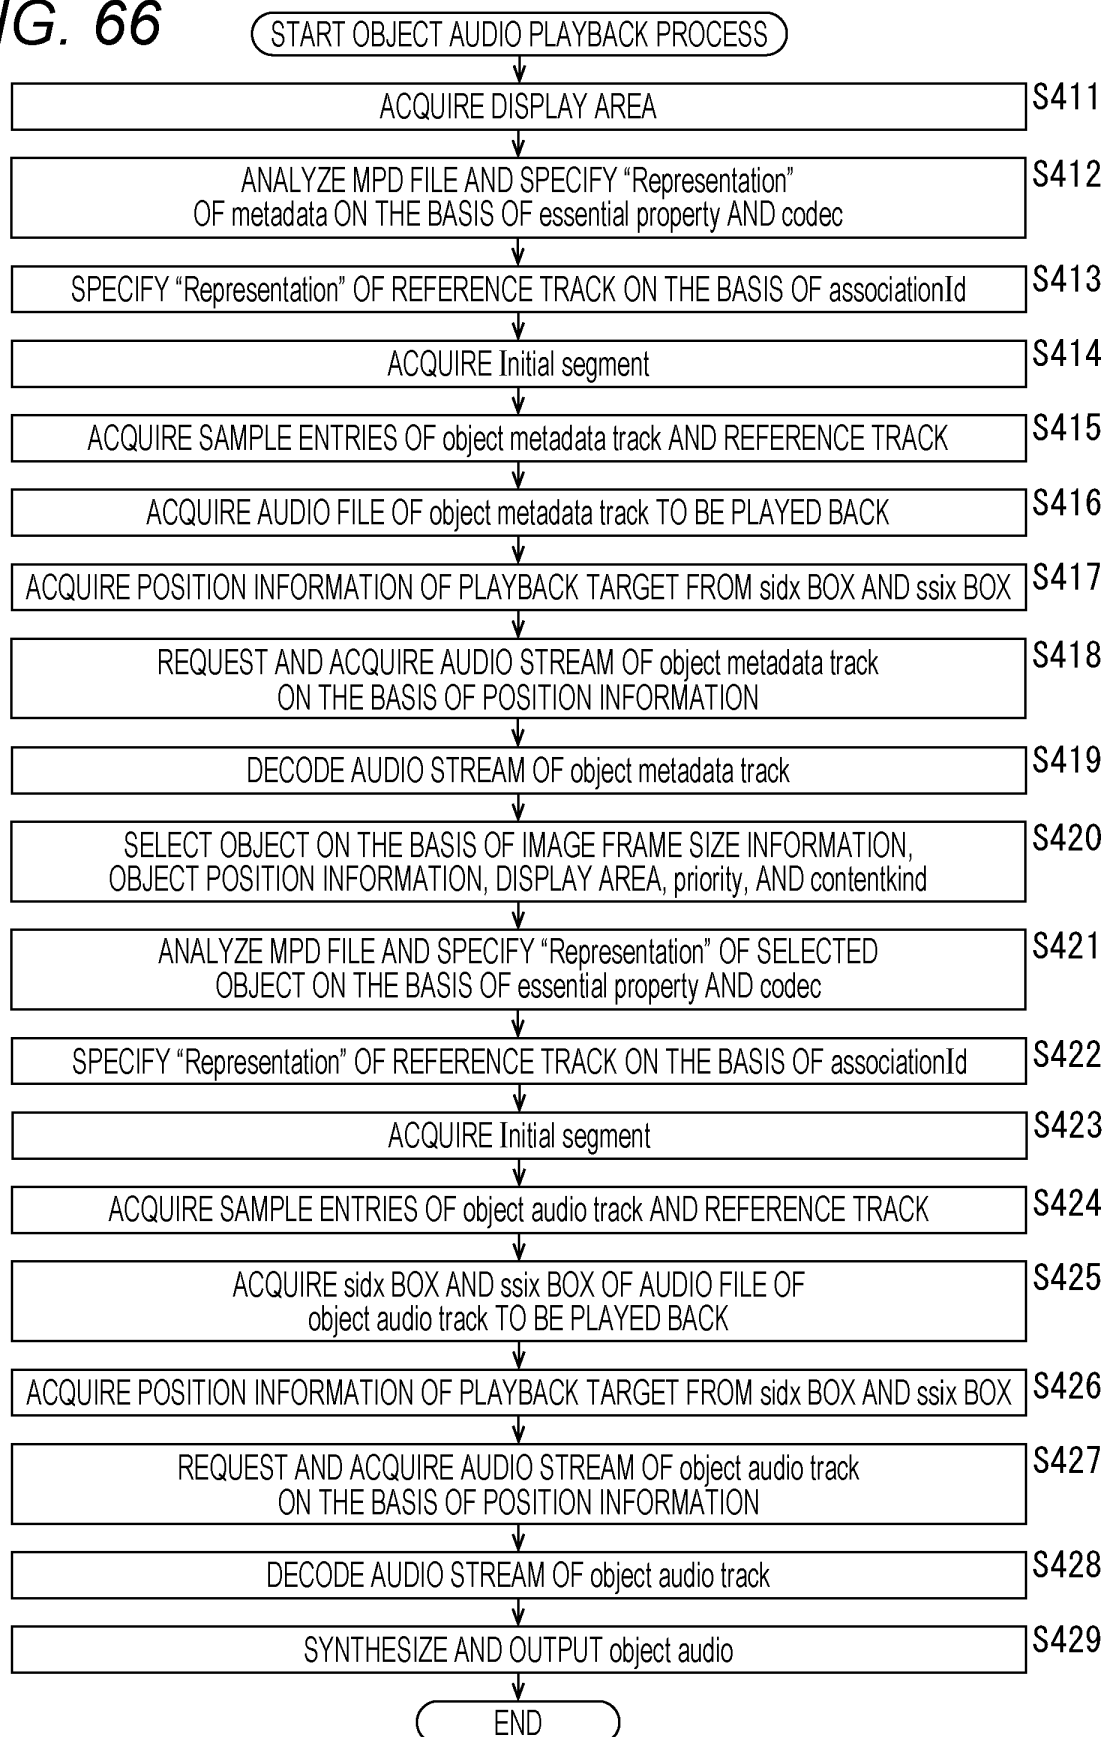 IG. 66
START OBJECT AUDIO PLAYBACK PROCESS
ACQUIRE DISPLAY AREA
S411
ANALYZE MPD FILE AND SPECIFY “Representation”
OF metadata ON THE BASIS OF essential property AND codec
S412
SPECIFY “Representation” OF REFERENCE TRACK ON THE BASIS OF associationId
S413
ACQUIRE Initial segment
S414
ACQUIRE SAMPLE ENTRIES OF object metadata track AND REFERENCE TRACK
S415
ACQUIRE AUDIO FILE OF object metadata track TO BE PLAYED BACK
S416
ACQUIRE POSITION INFORMATION OF PLAYBACK TARGET FROM sidx BOX AND ssix BOX
S417
REQUEST AND ACQUIRE AUDIO STREAM OF object metadata track
ON THE BASIS OF POSITION INFORMATION
S418
DECODE AUDIO STREAM OF object metadata track
S419
SELECT OBJECT ON THE BASIS OF IMAGE FRAME SIZE INFORMATION,
OBJECT POSITION INFORMATION, DISPLAY AREA, priority, AND contentkind
S420
ANALYZE MPD FILE AND SPECIFY “Representation” OF SELECTED
OBJECT ON THE BASIS OF essential property AND codec
S421
SPECIFY “Representation” OF REFERENCE TRACK ON THE BASIS OF associationId
S422
ACQUIRE Initial segment
S423
ACQUIRE SAMPLE ENTRIES OF object audio track AND REFERENCE TRACK
S424
ACQUIRE sidx BOX AND ssix BOX OF AUDIO FILE OF
object audio track TO BE PLAYED BACK
S425
ACQUIRE POSITION INFORMATION OF PLAYBACK TARGET FROM sidx BOX AND ssix BOX
S426
REQUEST AND ACQUIRE AUDIO STREAM OF object audio track
ON THE BASIS OF POSITION INFORMATION
S427
DECODE AUDIO STREAM OF object audio track
S428
SYNTHESIZE AND OUTPUT object audio
S429
END